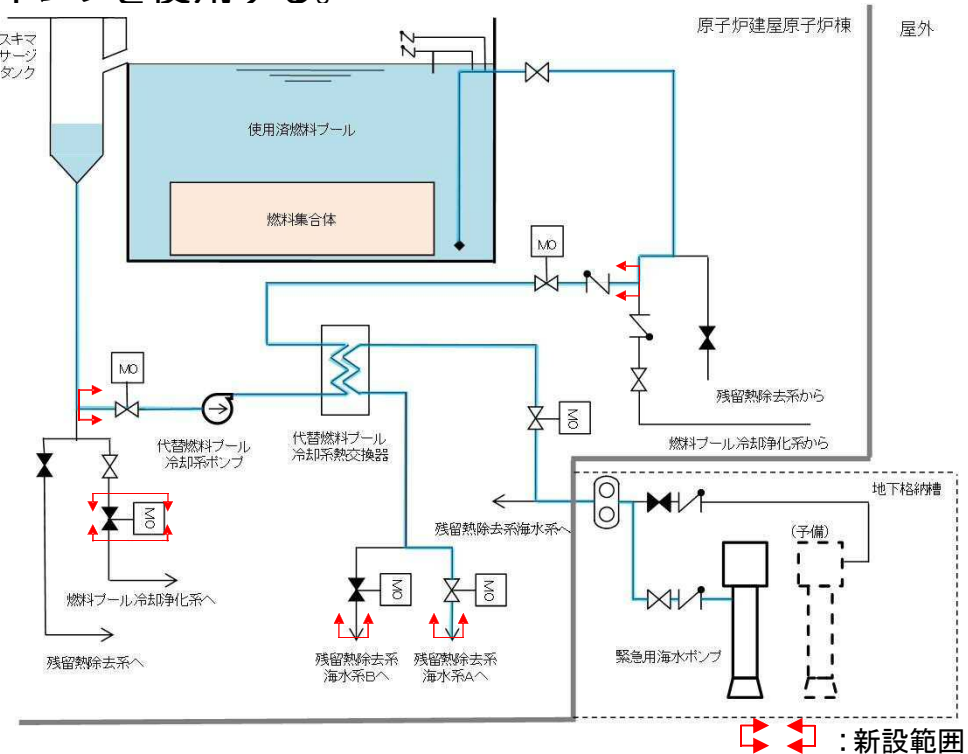 ポンプを使用する。
原子炉建屋原子炉棟
屋外
スキマ
サージ
タンク
使用済燃料プール
燃料集合体
MO
MO
残留熱除去系から
燃料プール冷却浄化系から
代替燃料プール
冷却系ポンプ
代替燃料プール
冷却系熱交換器
MO
地下格納槽
MO
残留熱除去系海水系へ
(予備)
MO
MO
燃料プール冷却浄化系へ
残留熱除去系へ
残留熱除去系
海水系Bへ
残留熱除去系
海水系Aへ
緊急用海水ポンプ
:新設範囲